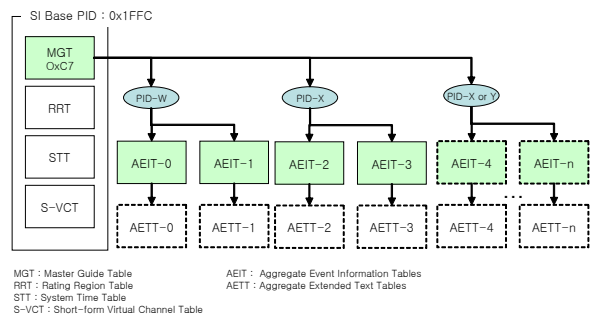 SI Base PID : 0x1FFC
MGT
OxC7
RRT
STT
S-VCT
PID-W
PID-X
PID-X or Y
AEIT-0
AEIT-1
AEIT-2
AEIT-3
AEIT-4
AEIT-n
...
AETT-0
AETT-1
AETT-2
AETT-3
AETT-4
AETT-n
MGT : Master Guide Table
RRT : Rating Region Table
STT : System Time Table
S-VCT : Short-form Virtual Channel Table
AEIT : Aggregate Event Information Tables
AETT : Aggregate Extended Text Tables